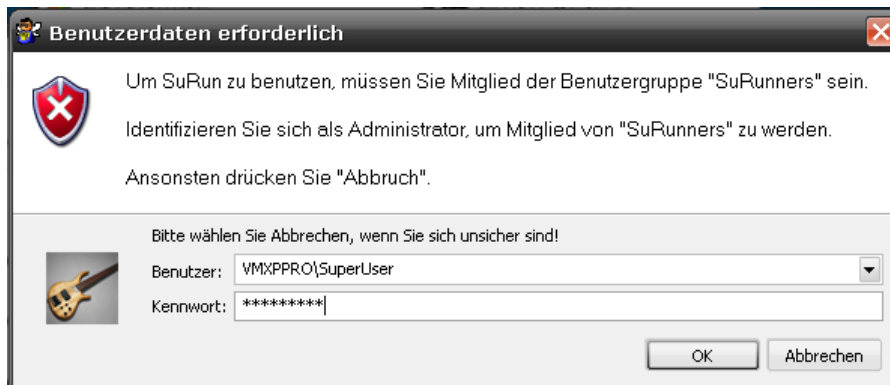 Benutzerdaten erforderlich
Um SuRun zu benutzen, müssen Sie Mitglied der Benutzergruppe "SuRunners" sein.
Identifizieren Sie sich als Administrator, um Mitglied von "SuRunners" zu werden.
Ansonsten drücken Sie "Abbruch".
Bitte wählen Sie Abbrechen, wenn Sie sich unsicher sind!
Benutzer: VMXPPRO\SuperUser
Kennwort: *********
OK Abbrechen